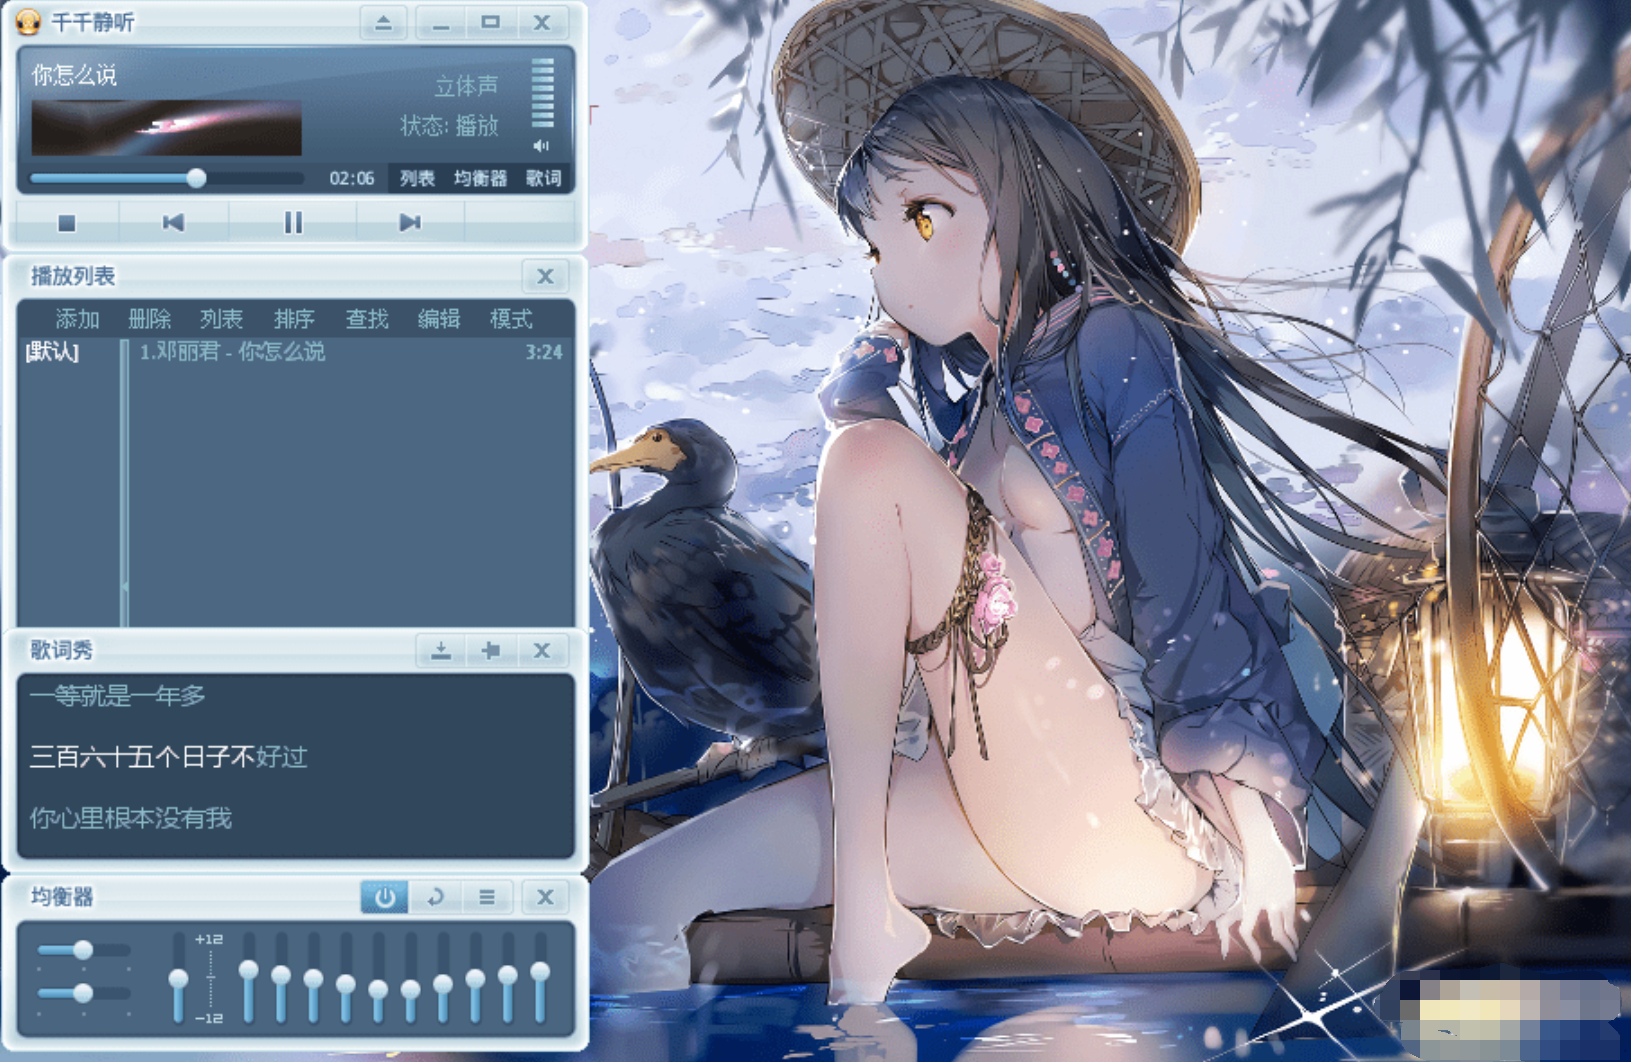 千千静听
你怎么说
立体声
状态: 播放
02:06 列表 均衡器 歌词
播放列表
添加 删除 列表 排序 查找 编辑 模式
[默认] 1.邓丽君 - 你怎么说 3:24
歌词秀
一等就是一年多
三百六十五个日子不好过
你心里根本没有我
均衡器
+12
-12